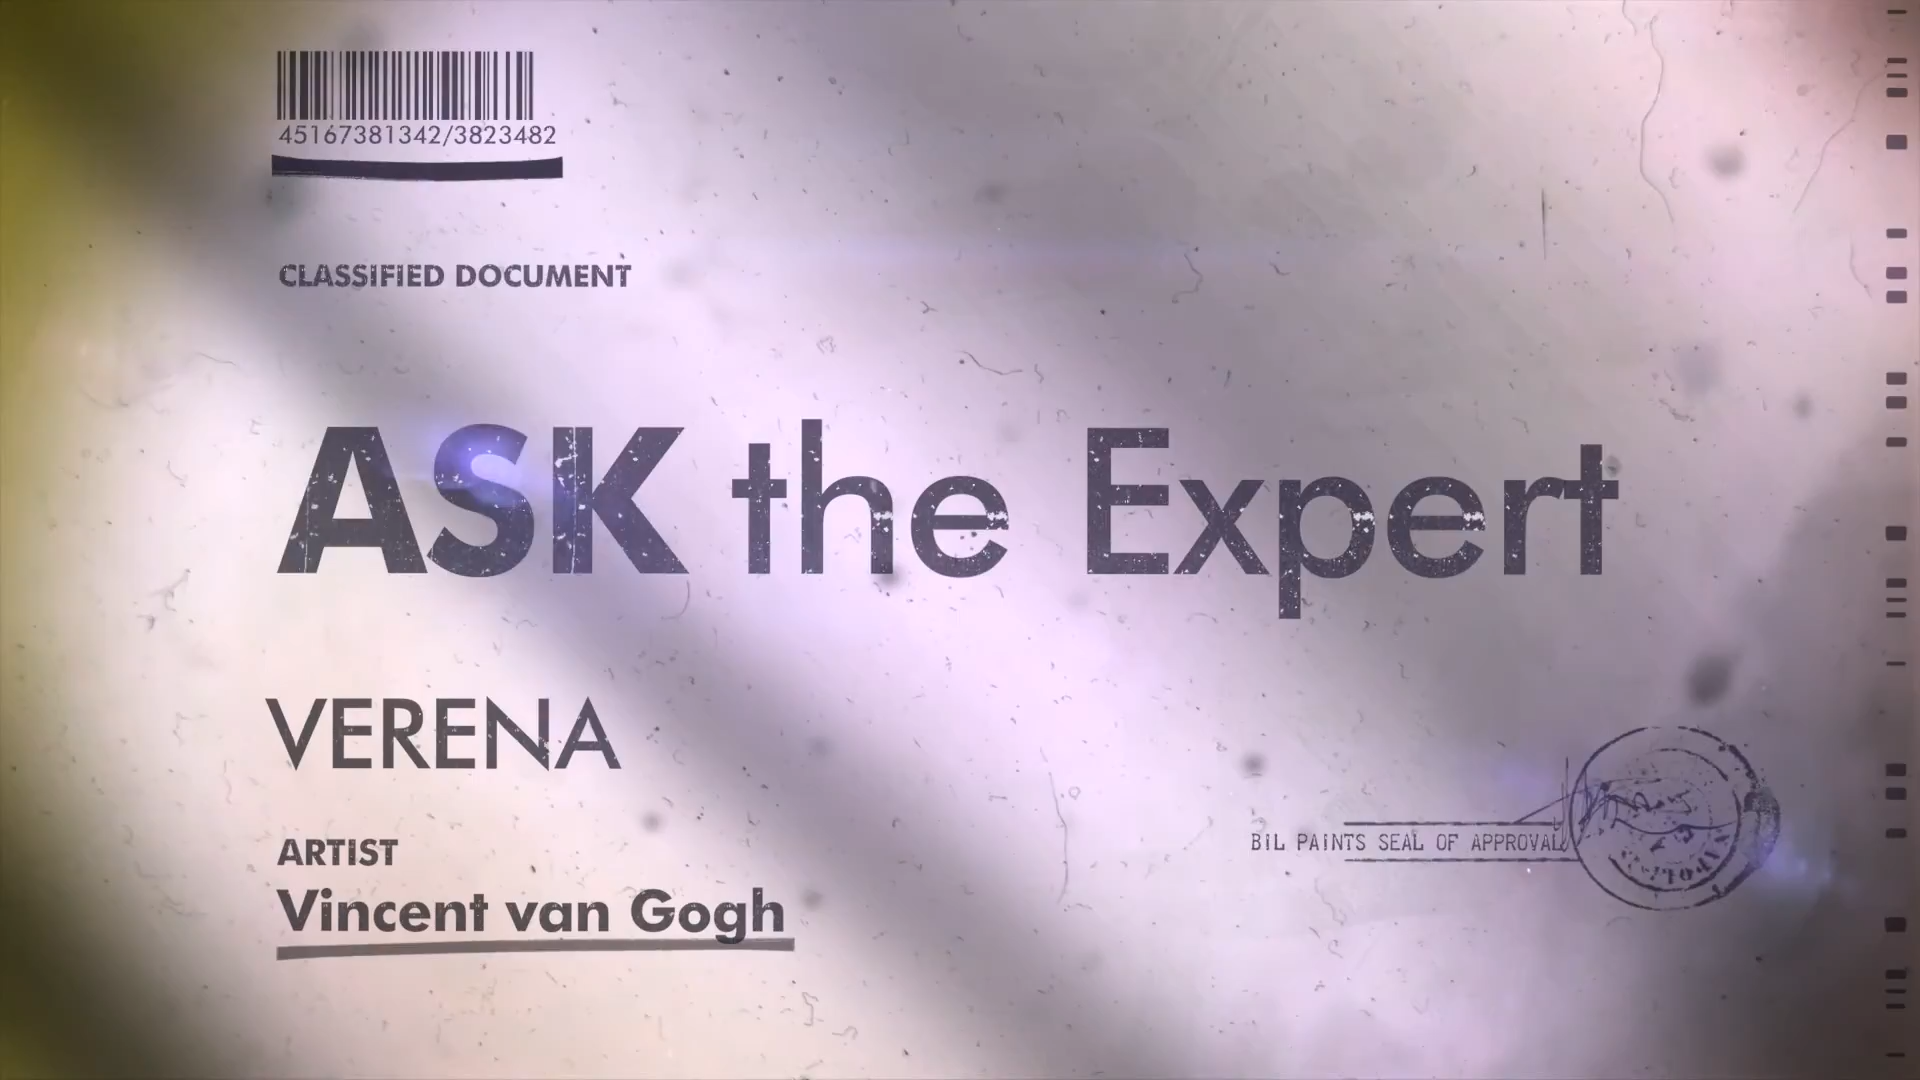 45167381342/3823482
CLASSIFIED DOCUMENT
ASK the Expert
VERENA
BIL PAINTS SEAL OF APPROVAL
ARTIST
Vincent van Gogh